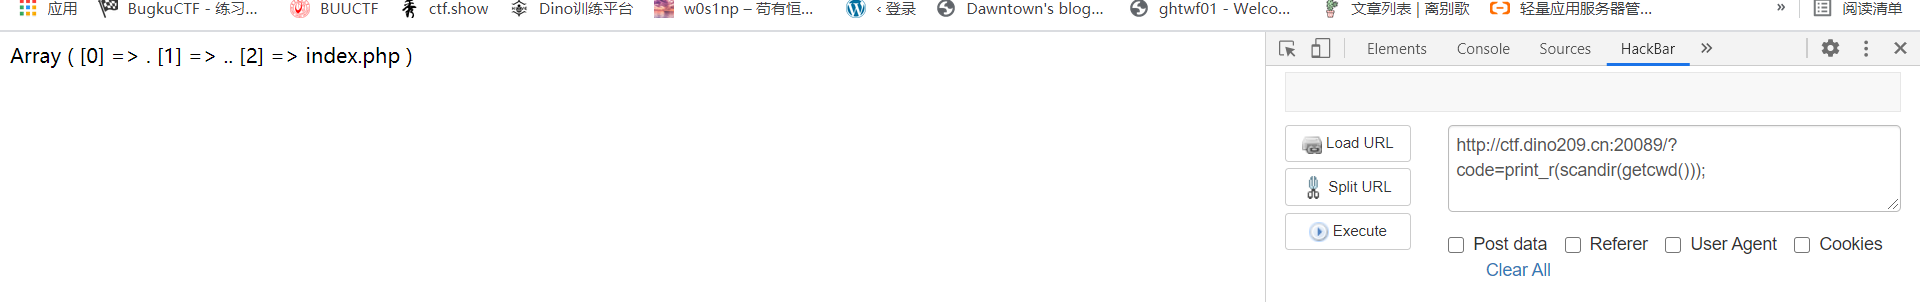 应用 BugkuCTF - 练习... BUUCTF ctf.show Dino训练平台 w0s1np – 苟有恒... ‹ 登录 Dawntown's blog... ghtwf01 - Welco... 文章列表 | 离别歌 轻量应用服务器管... » 阅读清单
Array ( [0] => . [1] => .. [2] => index.php )
Elements Console Sources HackBar »
Load URL
Split URL
Execute
http://ctf.dino209.cn:20089/?
code=print_r(scandir(getcwd()));
Post data Referer User Agent Cookies
Clear All